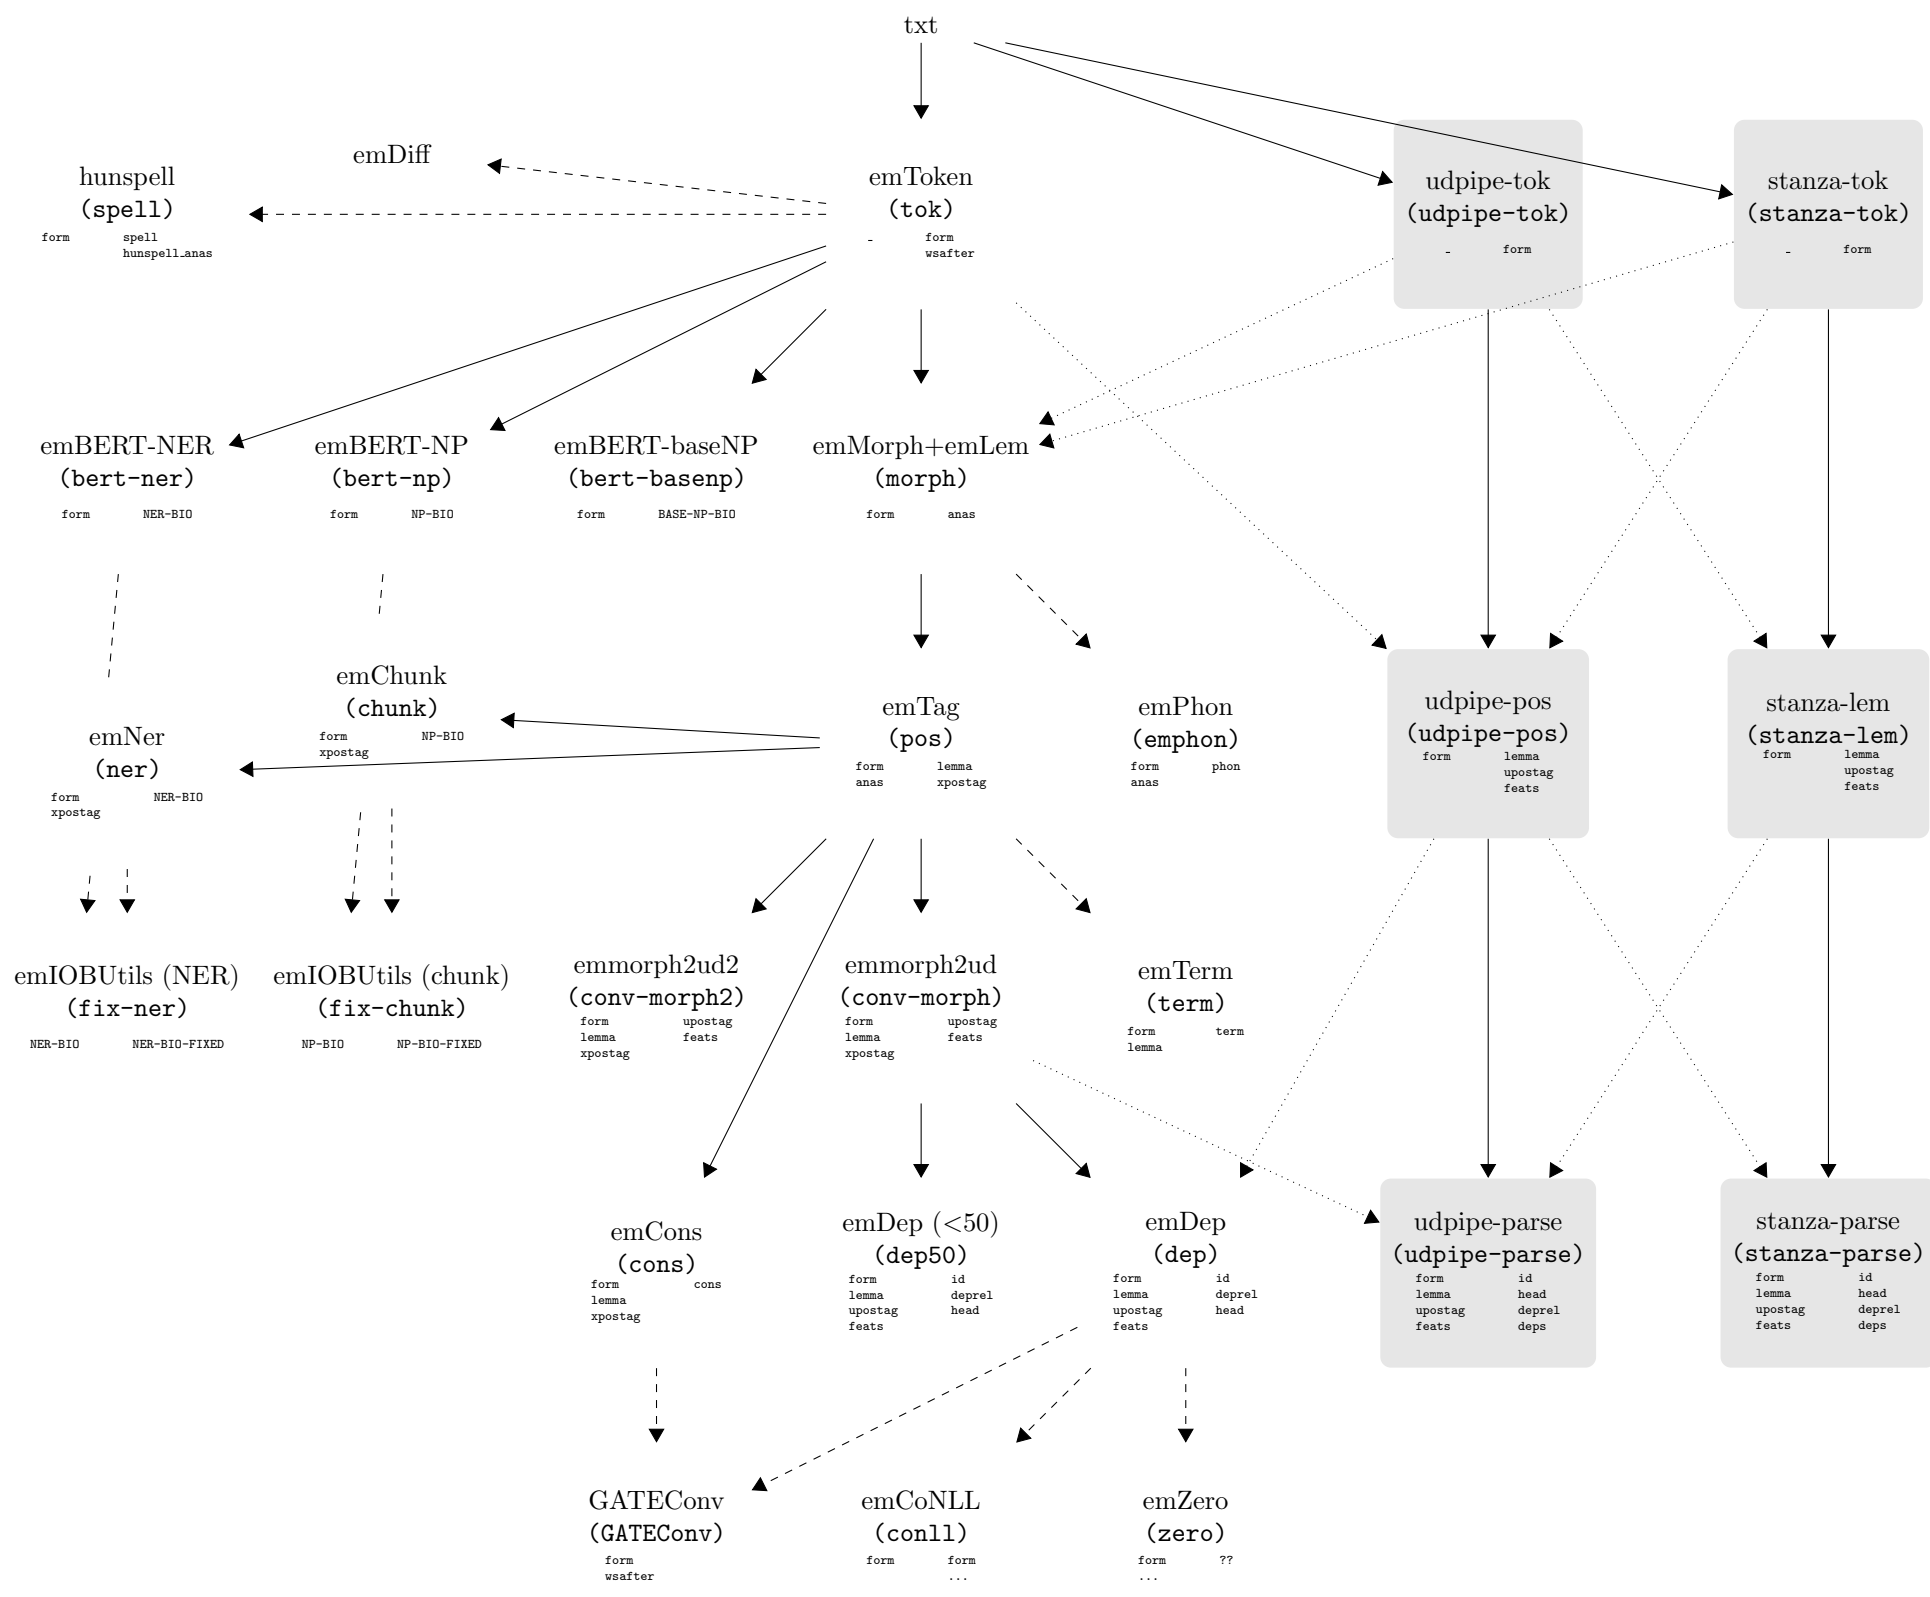 txt
emDiff
hunspell
(spell)
form spell
hunspell_anas
emToken
(tok)
- form
wsafter
udpipe-tok
(udpipe-tok)
- form
stanza-tok
(stanza-tok)
- form
emBERT-NER
(bert-ner)
form NER-BIO
emBERT-NP
(bert-np)
form NP-BIO
emBERT-baseNP
(bert-basenp)
form BASE-NP-BIO
emMorph+emLem
(morph)
form anas
emNer
(ner)
form NER-BIO
xpostag
emChunk
(chunk)
form NP-BIO
xpostag
emTag
(pos)
form lemma
anas xpostag
emPhon
(emphon)
form phon
anas
udpipe-pos
(udpipe-pos)
form lemma
upostag
feats
stanza-lem
(stanza-lem)
form lemma
upostag
feats
emIOBUtils (NER)
(fix-ner)
NER-BIO NER-BIO-FIXED
emIOBUtils (chunk)
(fix-chunk)
NP-BIO NP-BIO-FIXED
emmorph2ud2
(conv-morph2)
form upostag
lemma feats
xpostag
emmorph2ud
(conv-morph)
form upostag
lemma feats
xpostag
emTerm
(term)
form term
lemma
emCons
(cons)
form cons
lemma
xpostag
emDep (<50)
(dep50)
form id
lemma deprel
upostag head
feats
emDep
(dep)
form id
lemma deprel
upostag head
feats
udpipe-parse
(udpipe-parse)
form id
lemma head
upostag deprel
feats deps
stanza-parse
(stanza-parse)
form id
lemma head
upostag deprel
feats deps
GATEConv
(GATEConv)
form
wsafter
emCoNLL
(conll)
form form
...
emZero
(zero)
form ??
...